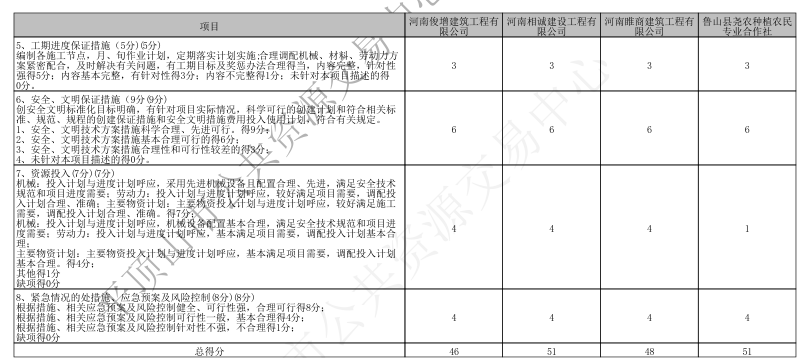 项目 河南俊增建筑工程有限公司 河南相诚建设工程有限公司 河南睢商建筑工程有限公司 鲁山县尧农种植农民专业合作社
5、工期进度保证措施（5分)(5分)
编制各施工节点，月、旬作业计划，定期落实计划实施;合理调配机械、材料、劳动力方
案紧密配合，及时解决有关问题，有工期目标及奖惩办法合理得当，内容完整，针对性
强得5分；内容基本完整，有针对性得3分；内容不完整得1分；未针对本项目描述的得
0分。
3 3 3 3
6、安全、文明保证措施（9分)(9分)
创安全文明标准化目标明确，有针对项目实际情况，科学可行的创建计划和符合相关标
准、规范、规程的创建保证措施和安全文明措施费用投入使用计划，符合有关规定。
1、安全、文明技术方案措施科学合理、先进可行。得9分；
2、安全、文明技术方案措施基本合理可行的得6分；
3、安全、文明技术方案措施合理性和可行性较差的得3分；
4、未针对本项目描述的得0分。
6 6 6 6
7、资源投入(7分)(7分)
机械：投入计划与进度计划呼应，采用先进机械设备且配置合理、先进，满足安全技术
规范和项目进度需要；劳动力：投入计划与进度计划呼应，较好满足项目需要，调配投
入计划合理、准确；主要物资计划：主要物资投入计划与进度计划呼应，较好满足施工
需要，调配投入计划合理、准确。得7分；
机械：投入计划与进度计划呼应，机械设备配置基本合理，满足安全技术规范和项目进
度需要；劳动力：投入计划与进度计划呼应，基本满足项目需要，调配投入计划基本合
理；
主要物资计划：主要物资投入计划与进度计划呼应，基本满足项目需要，调配投入计划
基本合理。得4分；
其他得1分
缺项得0分
4 4 4 1
8、紧急情况的处措施、应急预案及风险控制(8分)(8分)
根据措施、相关应急预案及风险控制健全、可行性强，合理可行得8分；
根据措施、相关应急预案及风险控制可行性一般，基本合理得4分；
根据措施、相关应急预案及风险控制针对性不强，不合理得1分；
缺项得0分
4 4 4 4
总得分 46 51 48 51
平顶山市公共资源交易中心
市公共资源交易中心